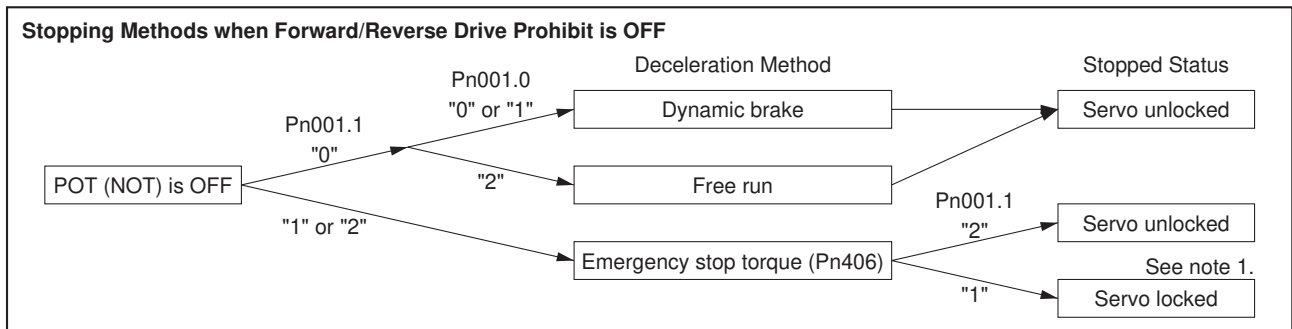 Stopping Methods when Forward/Reverse Drive Prohibit is OFF
Deceleration Method
Stopped Status
Pn001.0
"0" or "1"
Dynamic brake
Servo unlocked
Pn001.1
"0"
POT (NOT) is OFF
"2"
Free run
"1" or "2"
Pn001.1
"2"
Servo unlocked
Emergency stop torque (Pn406)
See note 1.
"1"
Servo locked